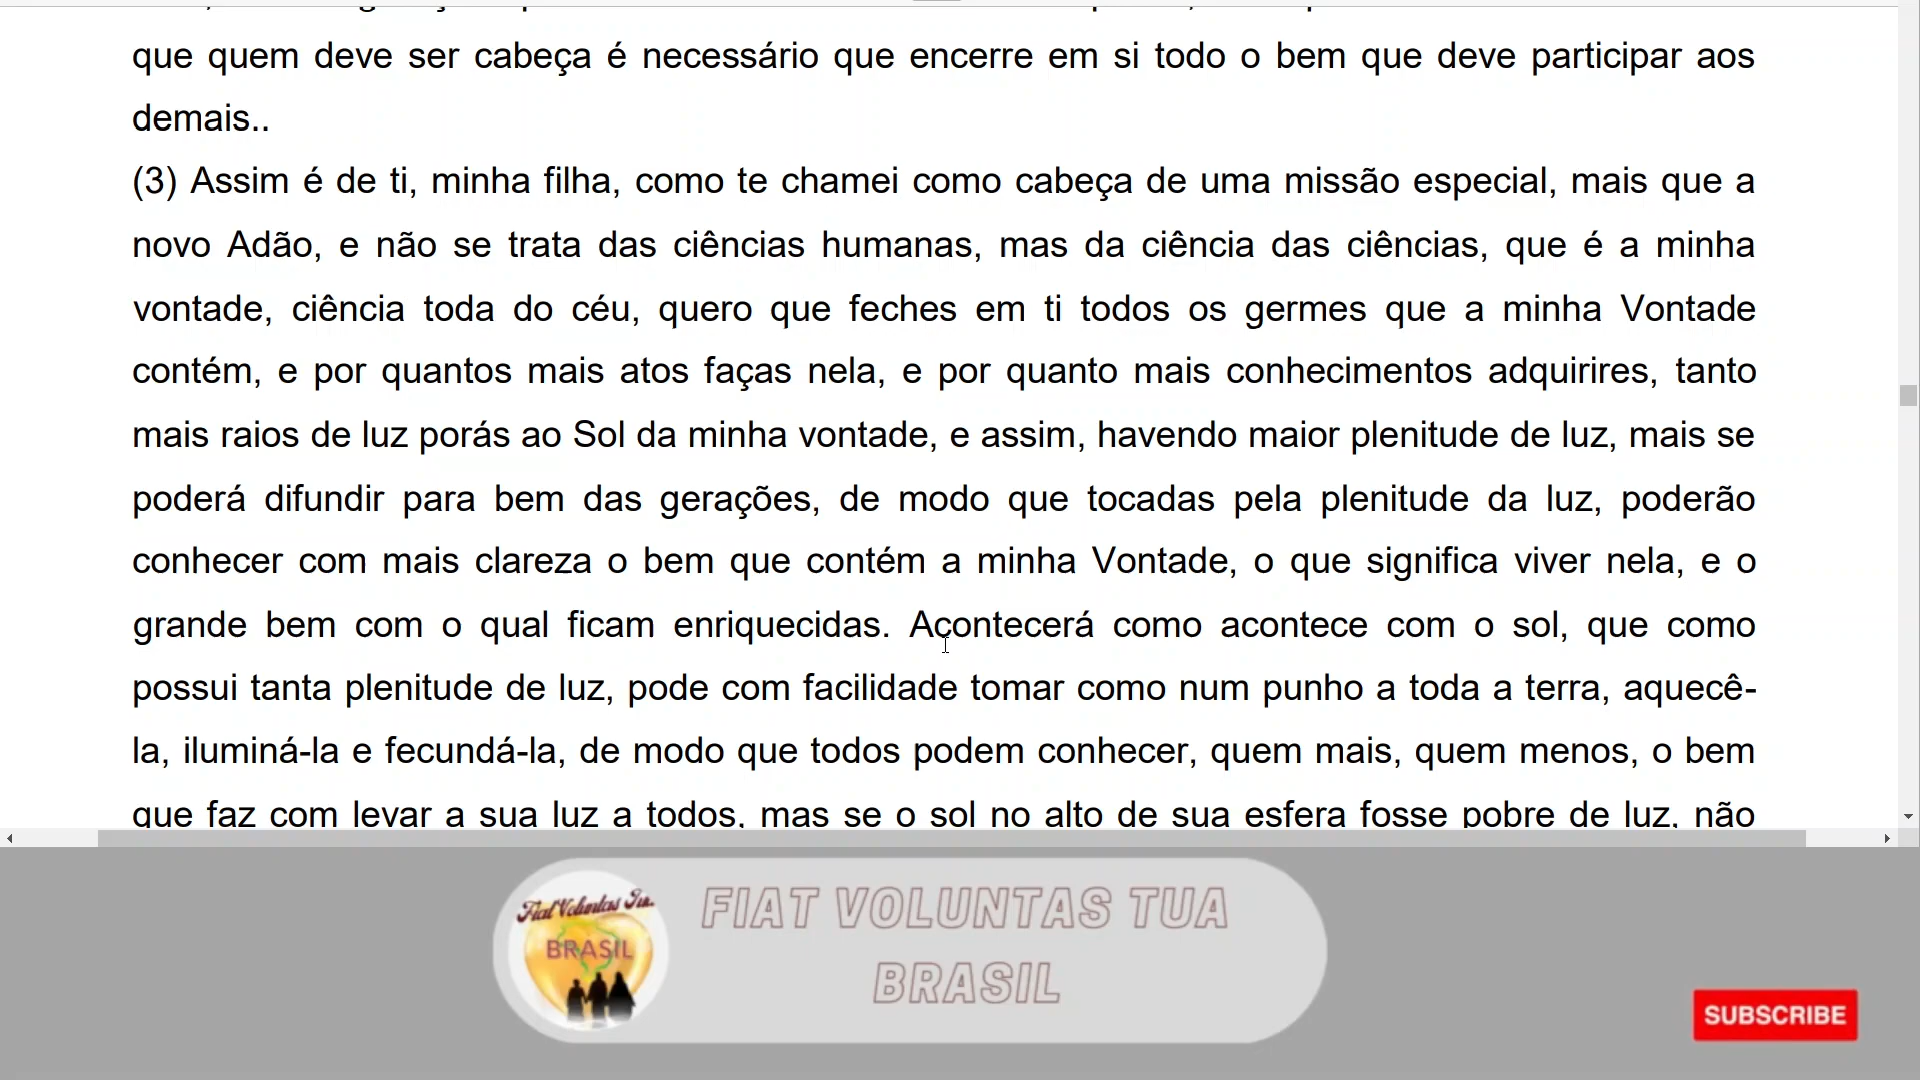 que quem deve ser cabeça é necessário que encerre em si todo o bem que deve participar aos
demais..
(3) Assim é de ti, minha filha, como te chamei como cabeça de uma missão especial, mais que a
novo Adão, e não se trata das ciências humanas, mas da ciência das ciências, que é a minha
vontade, ciência toda do céu, quero que feches em ti todos os germes que a minha Vontade
contém, e por quantos mais atos faças nela, e por quanto mais conhecimentos adquirires, tanto
mais raios de luz porás ao Sol da minha vontade, e assim, havendo maior plenitude de luz, mais se
poderá difundir para bem das gerações, de modo que tocadas pela plenitude da luz, poderão
conhecer com mais clareza o bem que contém a minha Vontade, o que significa viver nela, e o
grande bem com o qual ficam enriquecidas. Acontecerá como acontece com o sol, que como
possui tanta plenitude de luz, pode com facilidade tomar como num punho a toda a terra, aquecê-
la, iluminá-la e fecundá-la, de modo que todos podem conhecer, quem mais, quem menos, o bem
que faz com levar a sua luz a todos, mas se o sol no alto de sua esfera fosse pobre de luz, não
Fiat Voluntas
BRASIL
FIAT VOLUNTAS TUA
BRASIL
SUBSCRIBE